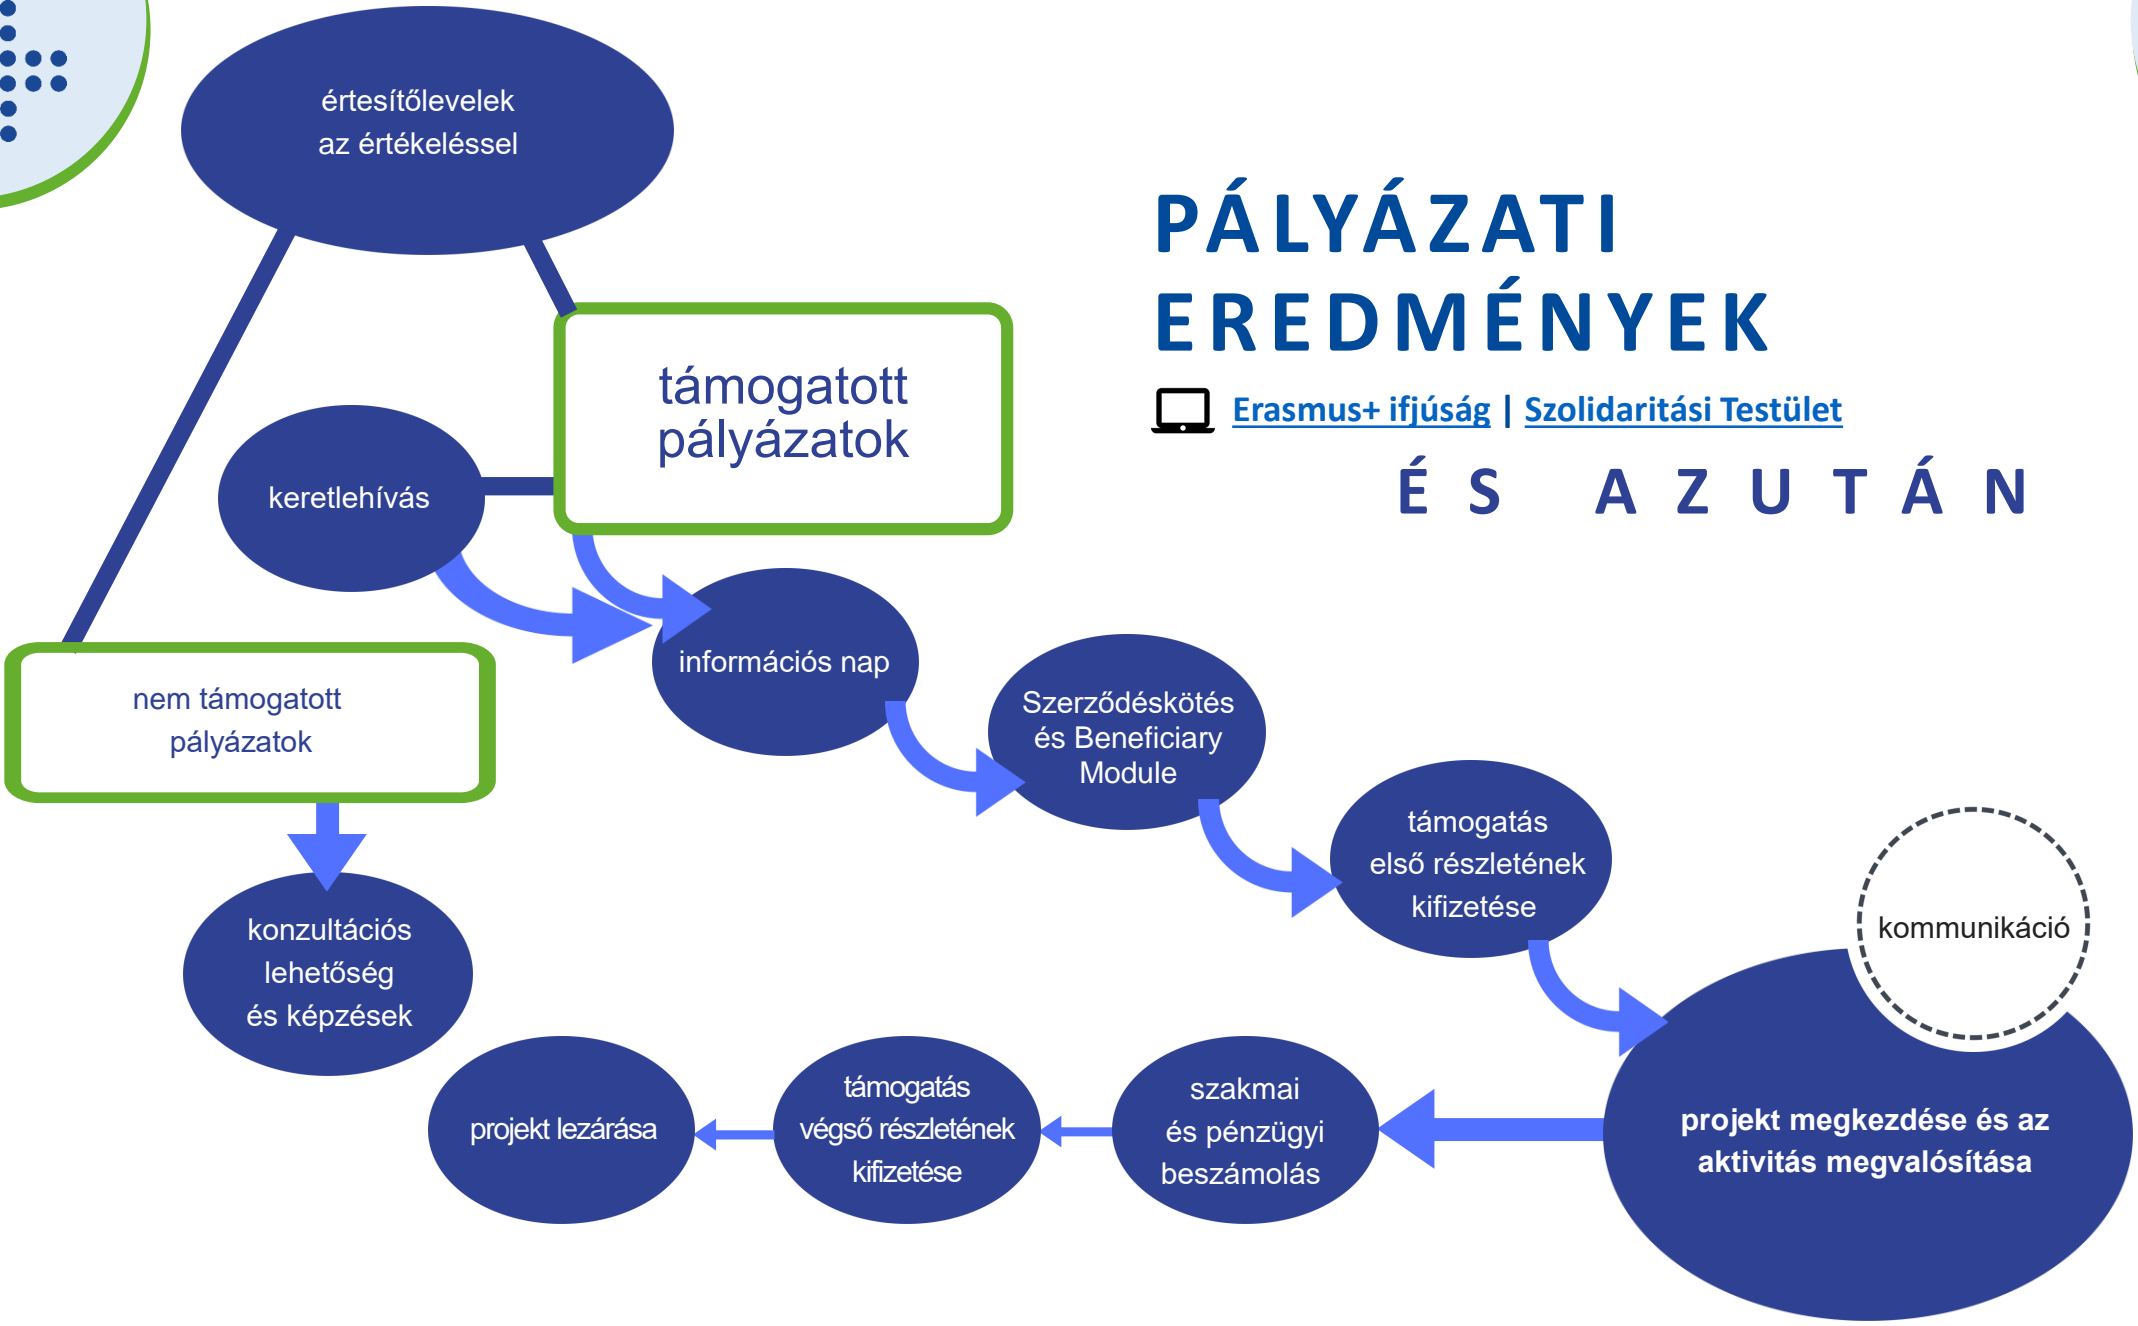 értesítőlevelek
az értékeléssel
PÁLYÁZATI
EREDMÉNYEK
Erasmus+ ifjúság | Szolidaritási Testület
ÉS AZUTÁN
támogatott
pályázatok
keretlehívás
információs nap
nem támogatott
pályázatok
Szerződéskötés
és Beneficiary
Module
támogatás
első részletének
kifizetése
kommunikáció
konzultációs
lehetőség
és képzések
projekt megkezdése és az
aktivitás megvalósítása
szakmai
és pénzügyi
beszámolás
támogatás
végső részletének
kifizetése
projekt lezárása